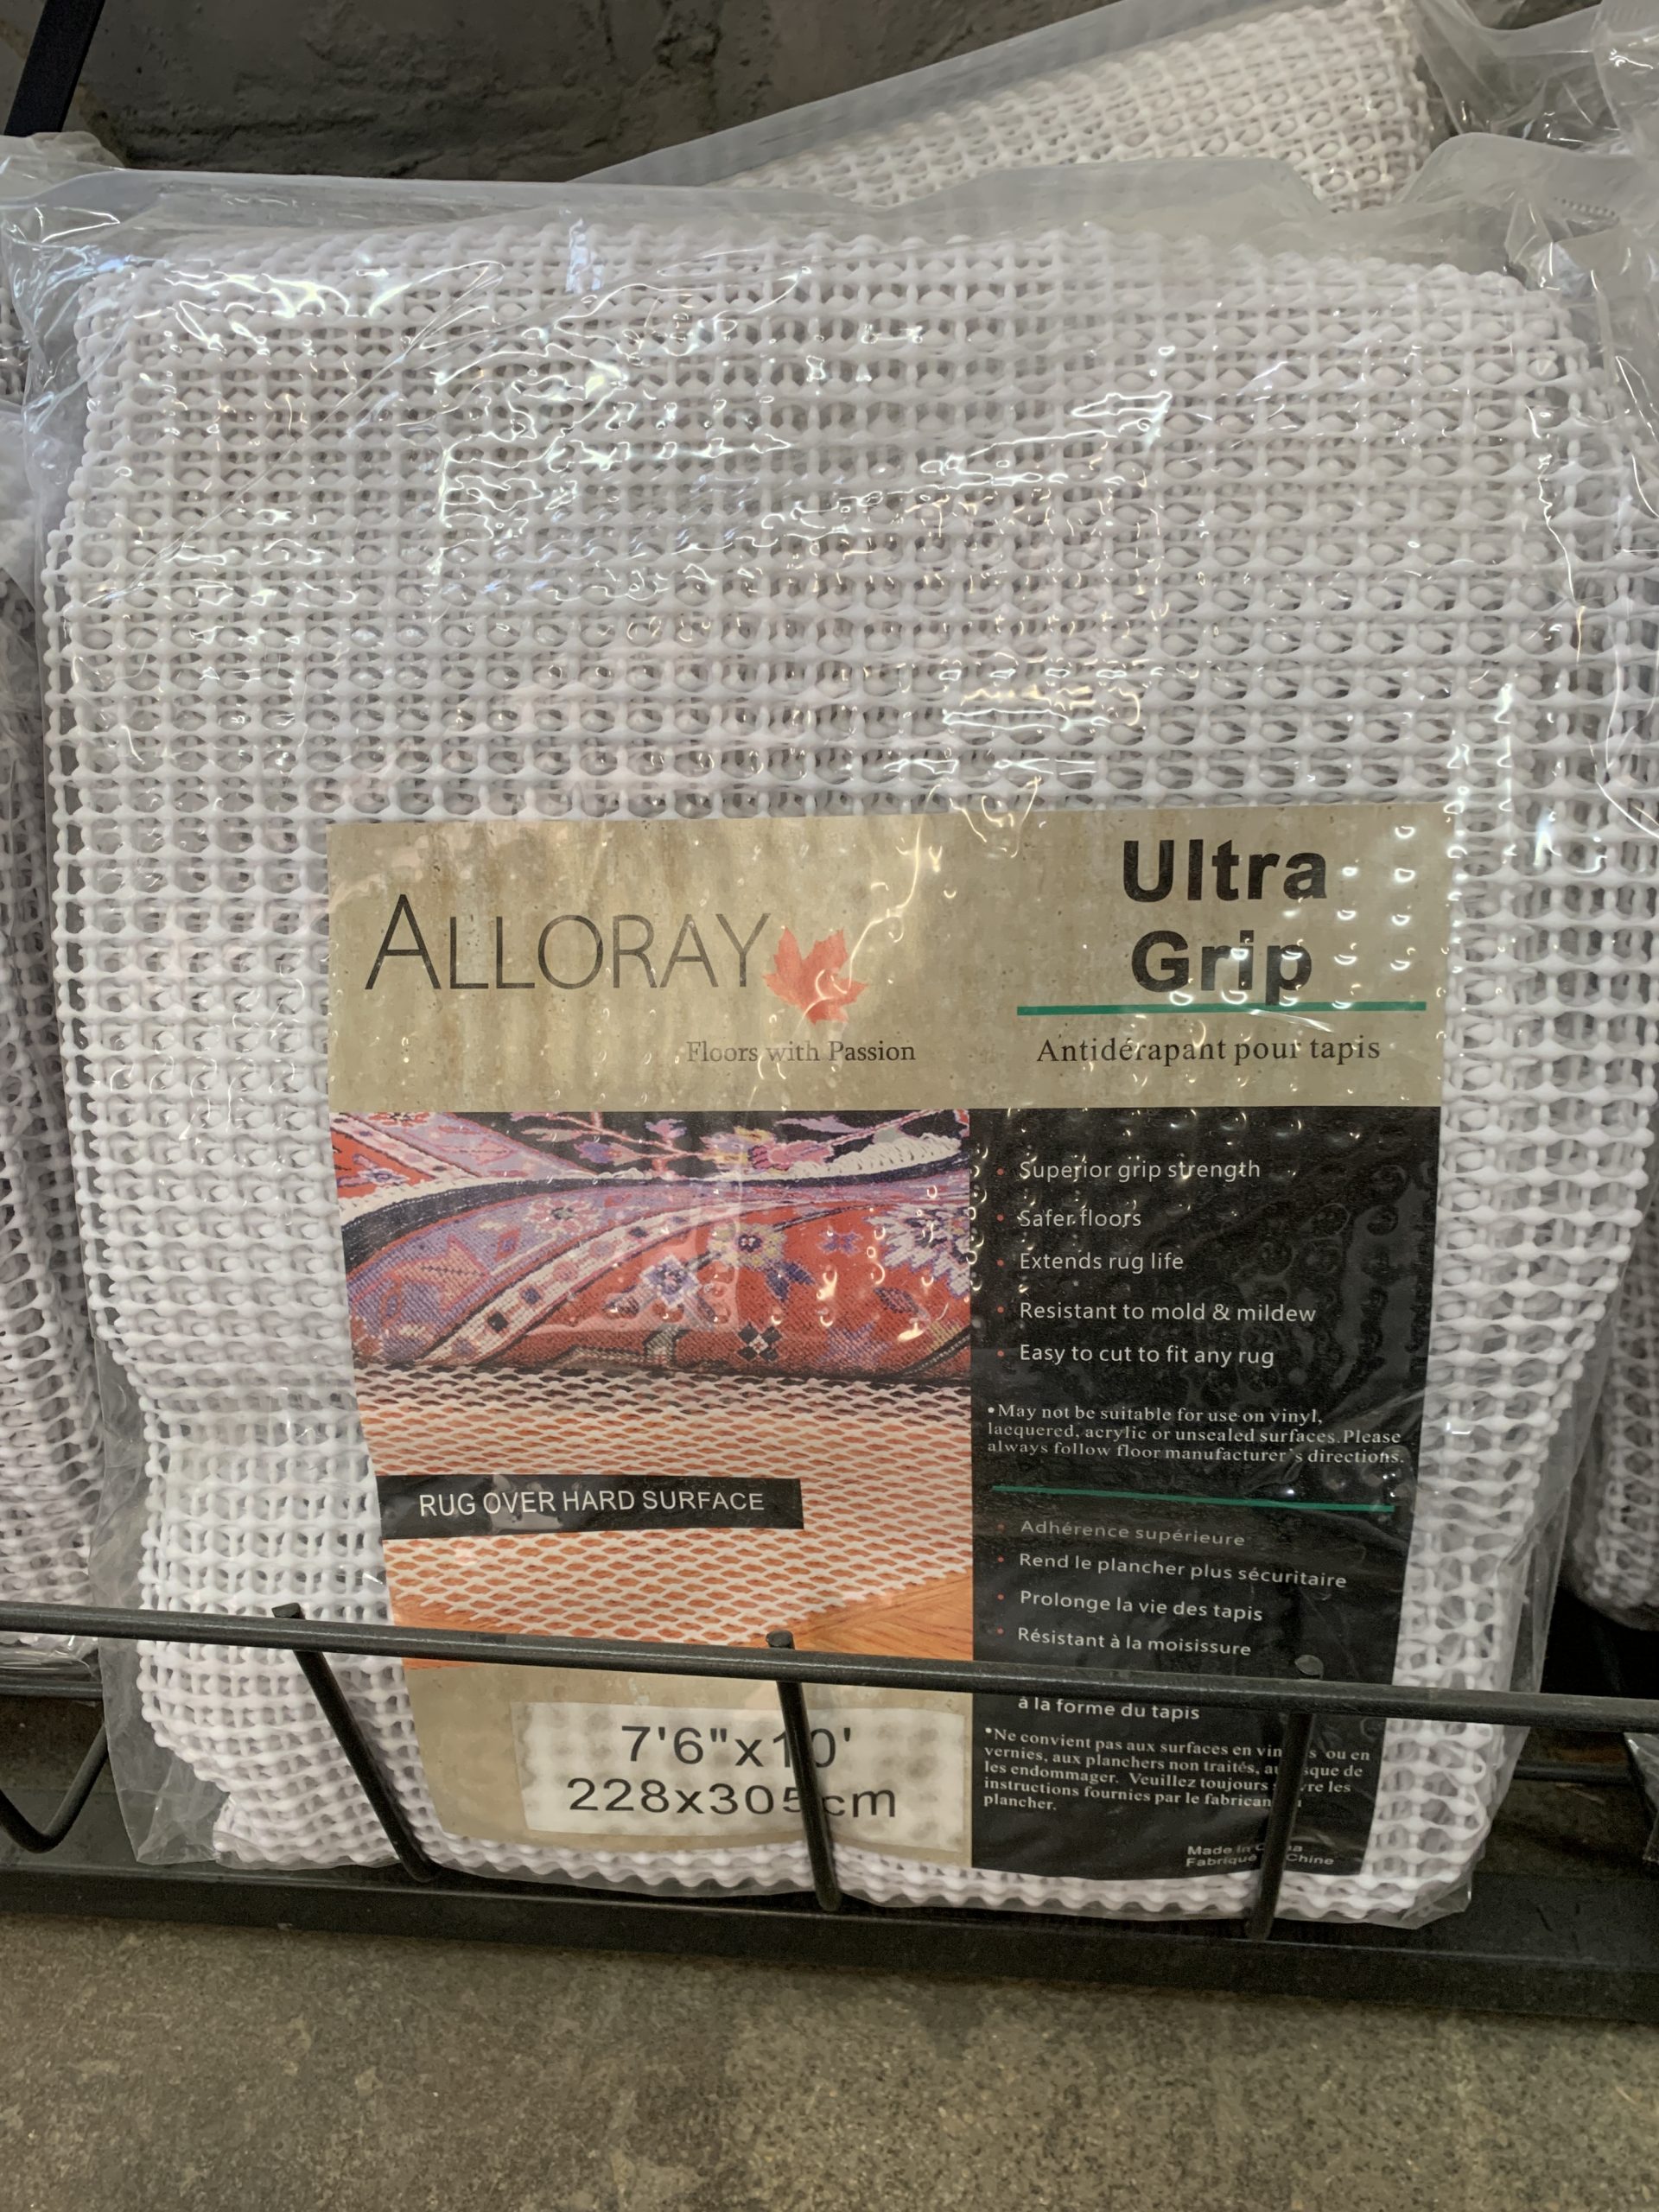 ALLORAY
Floors with Passion
Ultra
Grip
Antidérapant pour tapis
• Superior grip strength
• Safer floors
• Extends rug life
• Resistant to mold & mildew
• Easy to cut to fit any rug
•May not be suitable for use on vinyl,
lacquered, acrylic or unsealed surfaces.Please
always follow floor manufacturer's directions.
RUG OVER HARD SURFACE
• Adhérence supérieure
• Rend le plancher plus sécuritaire
• Prolonge la vie des tapis
• Résistant à la moisissure
à la forme du tapis
*Ne convient pas aux surfaces en ou en
vernies, aux planchers non traités, de
les endommager. Veuillez toujours les
instructions fournies par le
plancher.
7'6"x10'
228x305cm
Made in
Fabriqué Chine